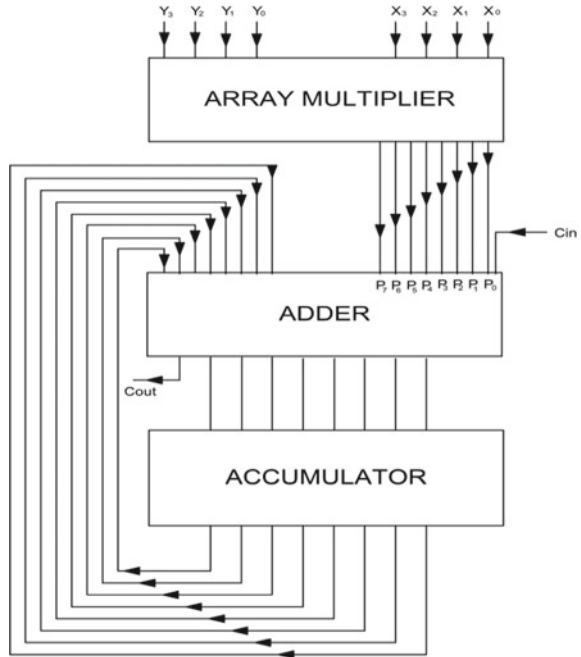 Y₃ Y₂ Y₁ Y₀ X₃ X₂ X₁ X₀
ARRAY MULTIPLIER
Cin
P₇ P₆ P₅ P₄ P₃ P₂ P₁ P₀
ADDER
Cout
ACCUMULATOR